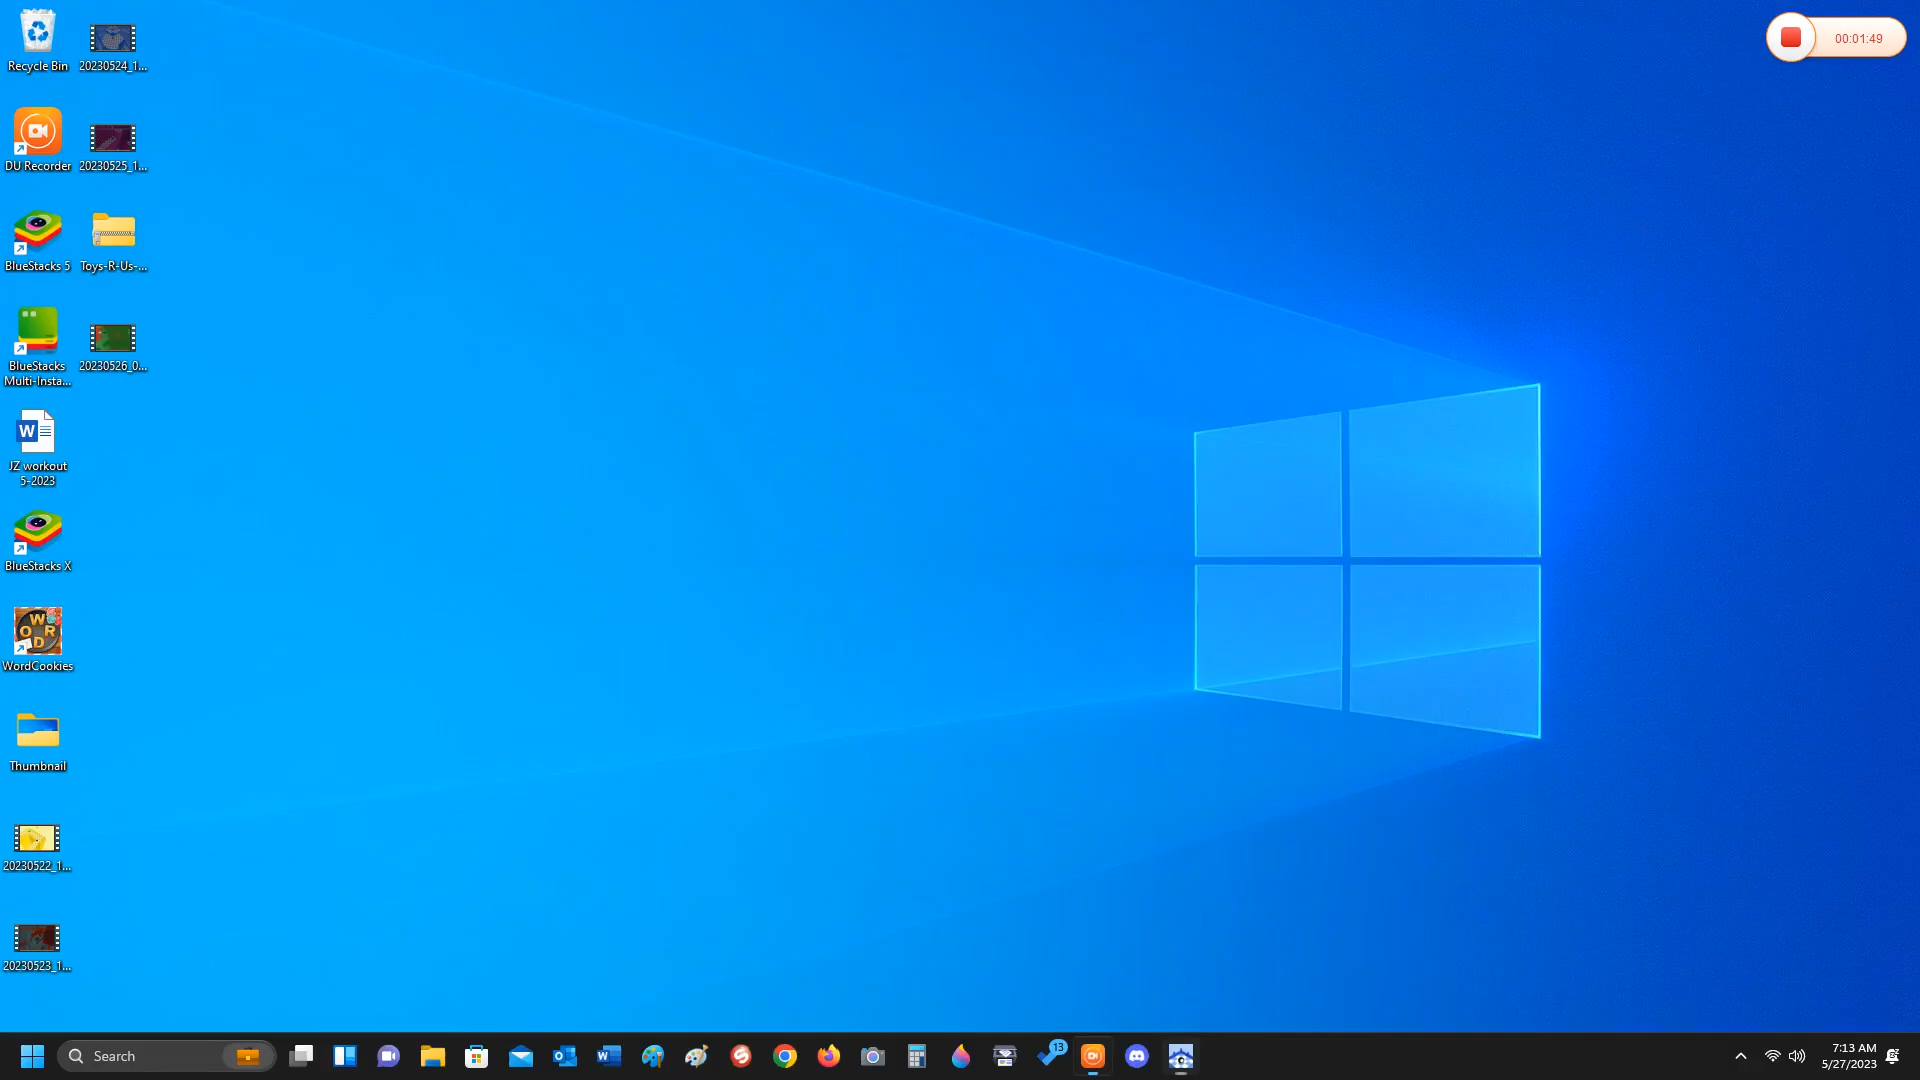 Recycle Bin
20230524_1...
DU Recorder
20230525_1...
BlueStacks 5
Toys-R-Us-...
BlueStacks
Multi-Insta...
20230526_0...
W
JZ workout
5-2023
BlueStacks X
WORD
WordCookies
Thumbnail
20230522_1...
20230523_1...
00:01:49
Search
13
7:13 AM
5/27/2023